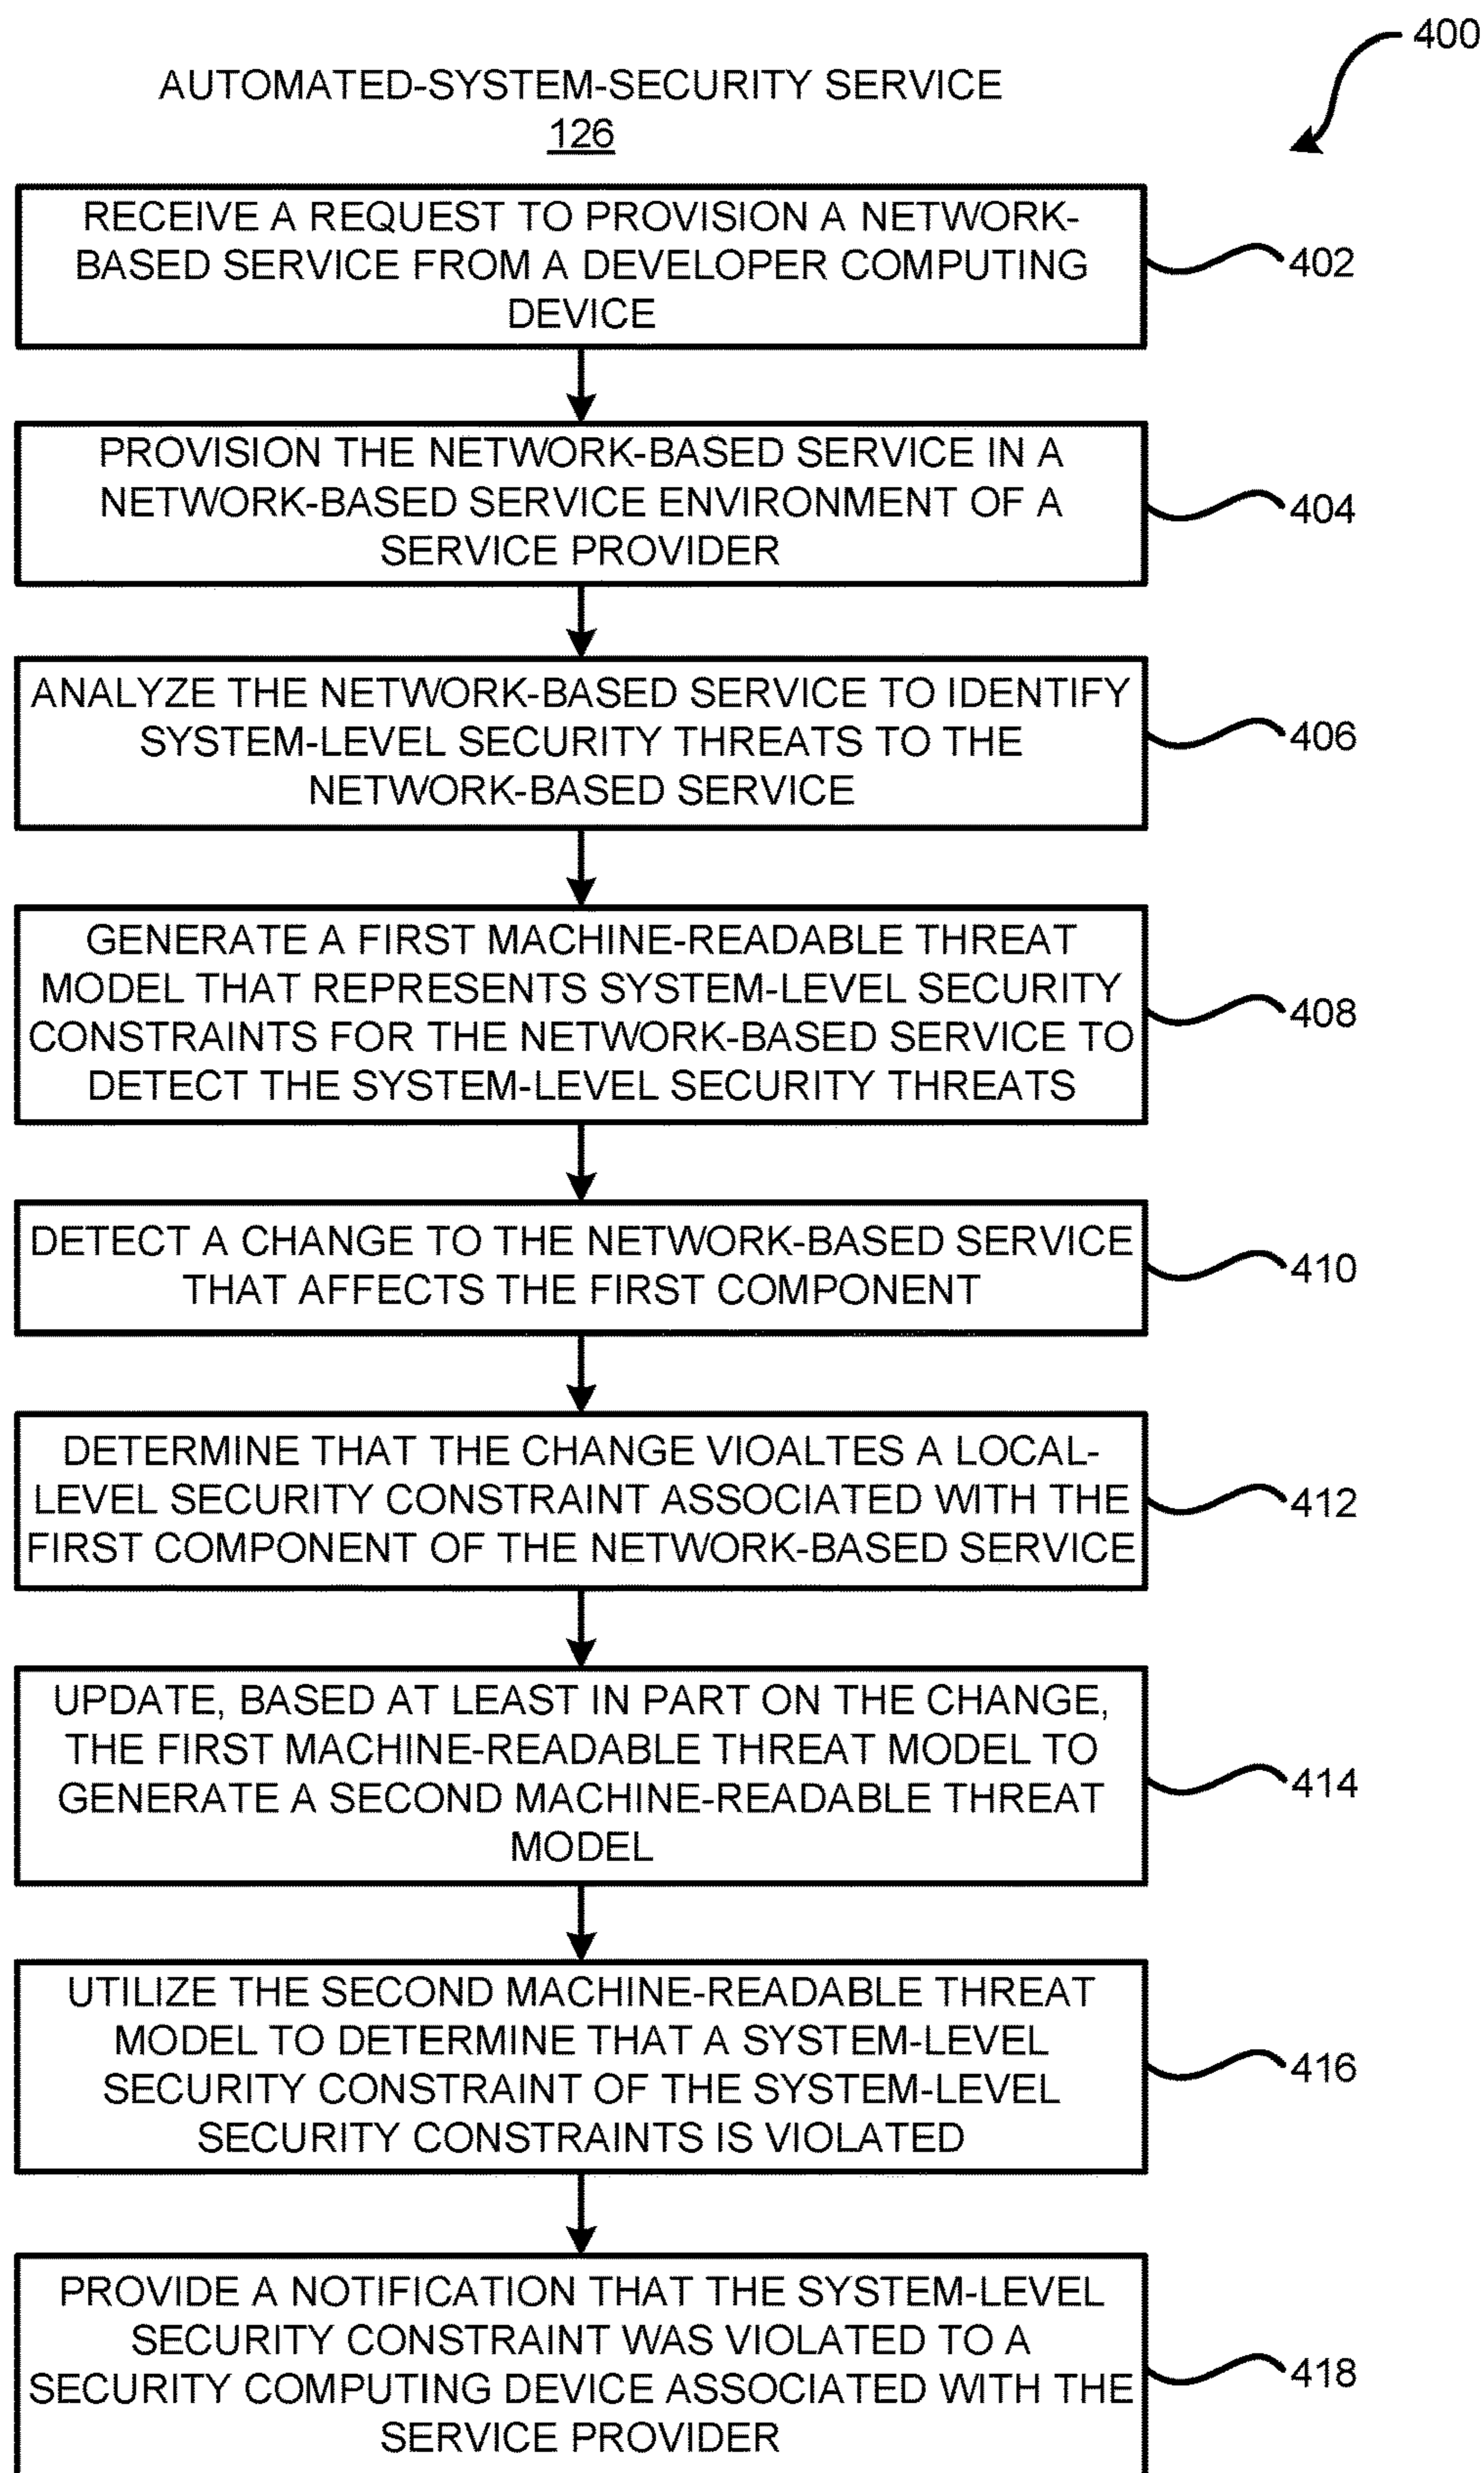 400
AUTOMATED-SYSTEM-SECURITY SERVICE
126
RECEIVE A REQUEST TO PROVISION A NETWORK-
BASED SERVICE FROM A DEVELOPER COMPUTING
DEVICE
402
PROVISION THE NETWORK-BASED SERVICE IN A
NETWORK-BASED SERVICE ENVIRONMENT OF A
SERVICE PROVIDER
404
ANALYZE THE NETWORK-BASED SERVICE TO IDENTIFY
SYSTEM-LEVEL SECURITY THREATS TO THE
NETWORK-BASED SERVICE
406
GENERATE A FIRST MACHINE-READABLE THREAT
MODEL THAT REPRESENTS SYSTEM-LEVEL SECURITY
CONSTRAINTS FOR THE NETWORK-BASED SERVICE TO
DETECT THE SYSTEM-LEVEL SECURITY THREATS
408
DETECT A CHANGE TO THE NETWORK-BASED SERVICE
THAT AFFECTS THE FIRST COMPONENT
410
DETERMINE THAT THE CHANGE VIOALTES A LOCAL-
LEVEL SECURITY CONSTRAINT ASSOCIATED WITH THE
FIRST COMPONENT OF THE NETWORK-BASED SERVICE
412
UPDATE, BASED AT LEAST IN PART ON THE CHANGE,
THE FIRST MACHINE-READABLE THREAT MODEL TO
GENERATE A SECOND MACHINE-READABLE THREAT
MODEL
414
UTILIZE THE SECOND MACHINE-READABLE THREAT
MODEL TO DETERMINE THAT A SYSTEM-LEVEL
SECURITY CONSTRAINT OF THE SYSTEM-LEVEL
SECURITY CONSTRAINTS IS VIOLATED
416
PROVIDE A NOTIFICATION THAT THE SYSTEM-LEVEL
SECURITY CONSTRAINT WAS VIOLATED TO A
SECURITY COMPUTING DEVICE ASSOCIATED WITH THE
SERVICE PROVIDER
418